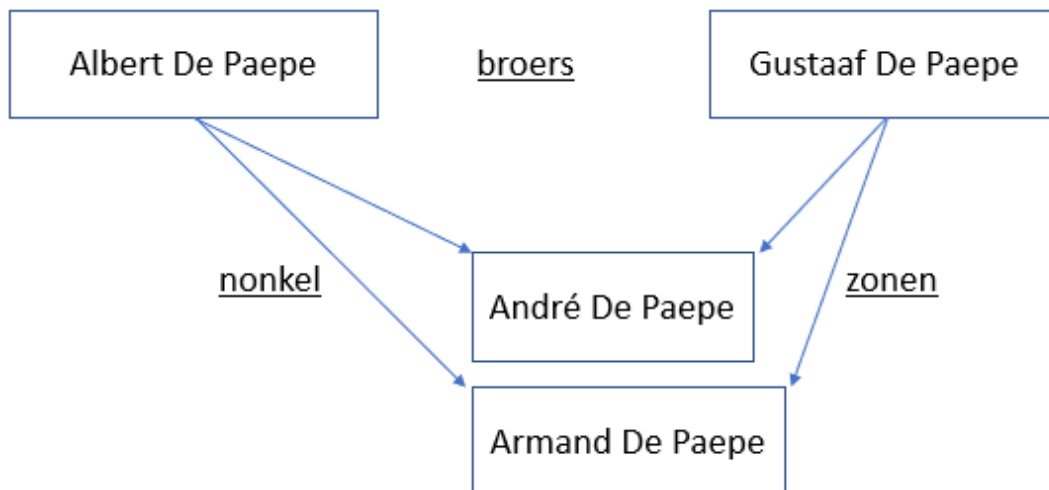 Albert De Paepe
broers
Gustaaf De Paepe
nonkel
zonen
André De Paepe
Armand De Paepe